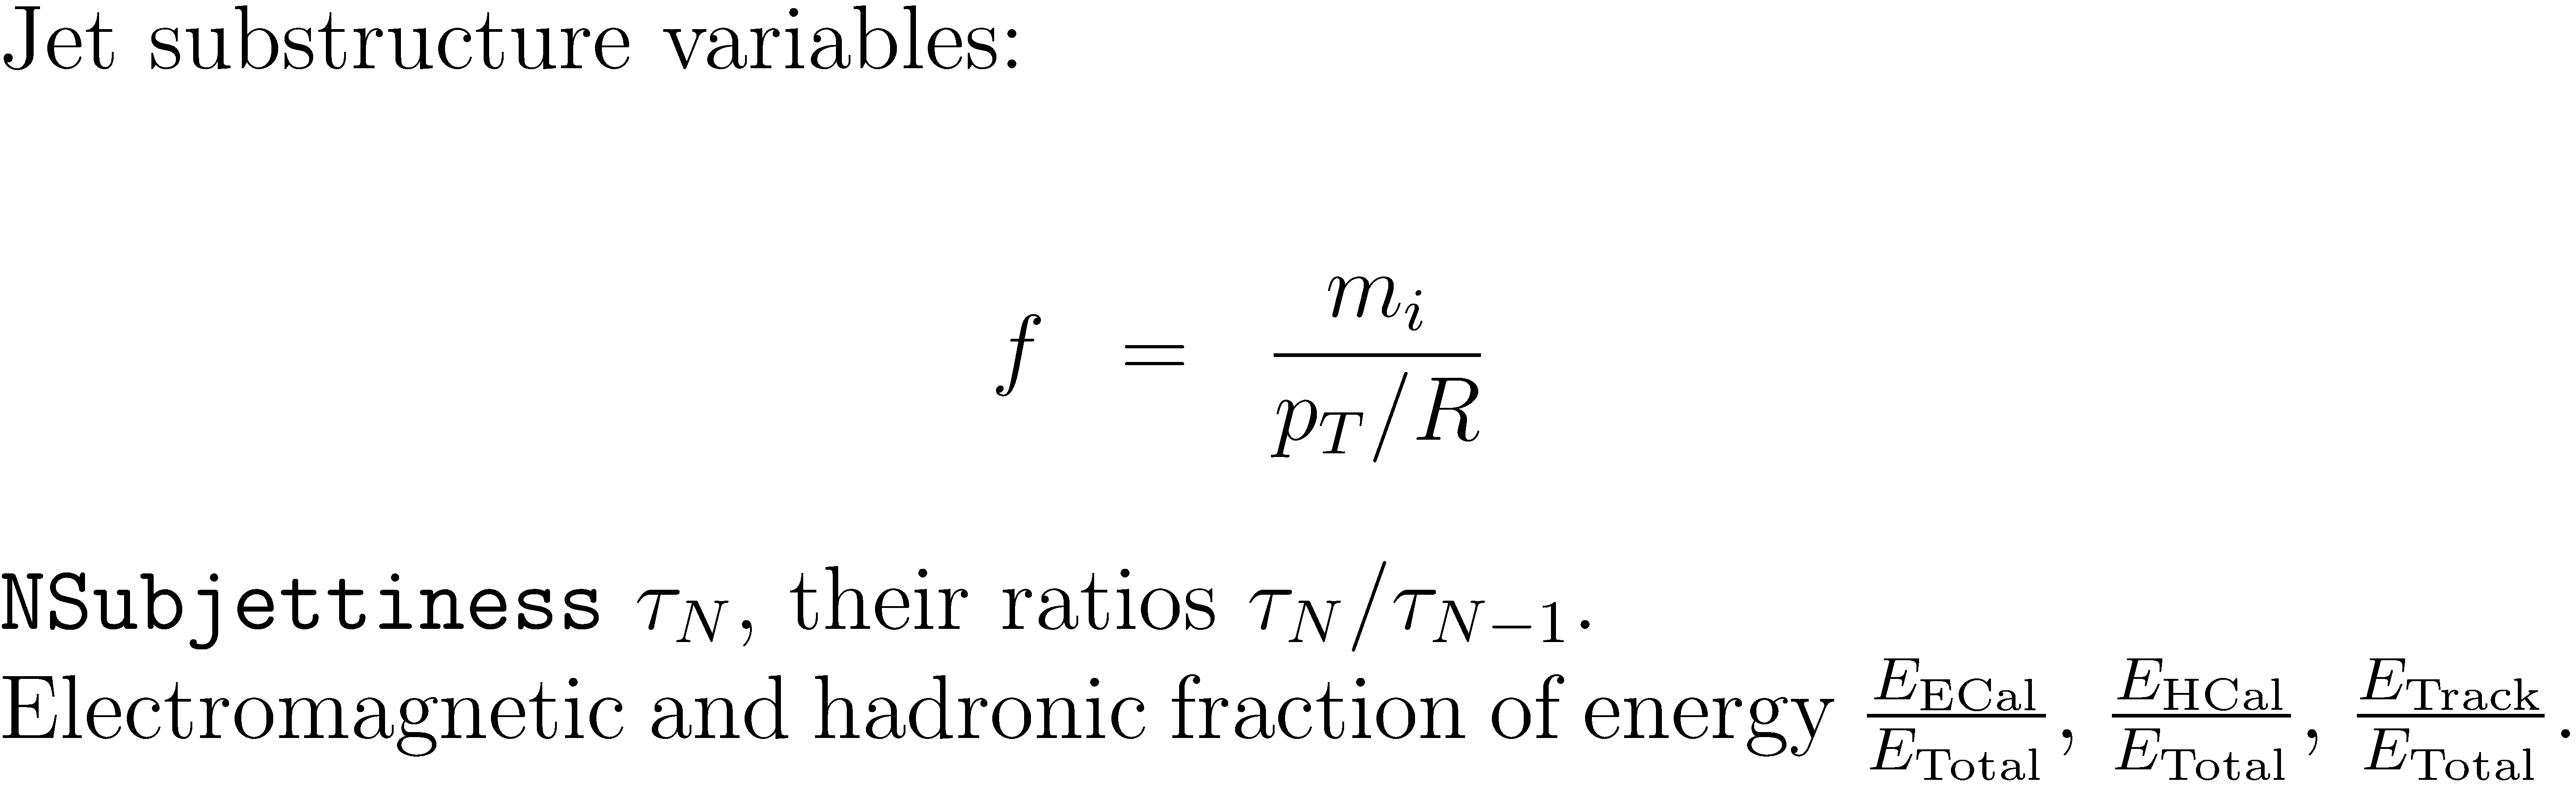 Jet substructure variables:
f = m_i / (p_T/R)
NSubjettiness τ_N, their ratios τ_N/τ_{N−1}.
Electromagnetic and hadronic fraction of energy E_ECal/E_Total, E_HCal/E_Total, E_Track/E_Total.